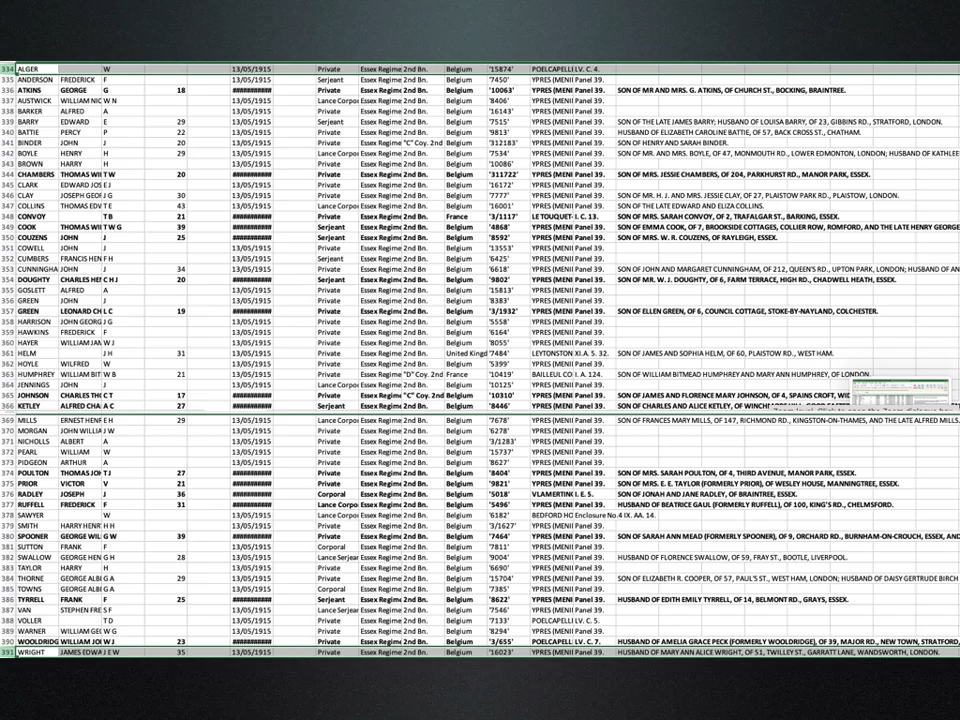 334 ALGER W 13/05/1915 Private Essex Regime 2nd Bn. Belgium '15874' POELCAPELLI LV. C. 4.
335 ANDERSON FREDERICK F 13/05/1915 Serjeant Essex Regime 2nd Bn. Belgium '7450' YPRES (MENII Panel 39.
336 ATKINS GEORGE G 18 ########### Private Essex Regime 2nd Bn. Belgium '10063' YPRES (MENII Panel 39. SON OF MR AND MRS. G. ATKINS, OF CHURCH ST., BOCKING, BRAINTREE.
337 AUSTWICK WILLIAM NIC W N 13/05/1915 Lance Corpo Essex Regime 2nd Bn. Belgium '8406' YPRES (MENII Panel 39.
338 BARKER ALFRED A 13/05/1915 Private Essex Regime 2nd Bn. Belgium '16143' YPRES (MENII Panel 39.
339 BARRY EDWARD E 29 13/05/1915 Private Essex Regime 2nd Bn. Belgium '7515' YPRES (MENII Panel 39. SON OF THE LATE JAMES BARRY; HUSBAND OF LOUISA BARRY, OF 23, GIBBINS RD., STRATFORD, LONDON.
340 BATTIE PERCY P 22 13/05/1915 Private Essex Regime 2nd Bn. Belgium '9813' YPRES (MENII Panel 39. HUSBAND OF ELIZABETH CAROLINE BATTIE, OF 57, BACK CROSS ST., CHATHAM.
341 BINDER JOHN J 20 13/05/1915 Private Essex Regime "C" Coy. 2nd Belgium '312183' YPRES (MENII Panel 39. SON OF HENRY AND SARAH BINDER.
342 BOYLE HENRY H 29 13/05/1915 Lance Corpo Essex Regime 2nd Bn. Belgium '7534' YPRES (MENII Panel 39. SON OF MR. AND MRS. BOYLE, OF 47, MONMOUTH RD., LOWER EDMONTON, LONDON; HUSBAND OF KATHLEE
343 BROWN HARRY H 13/05/1915 Private Essex Regime 2nd Bn. Belgium '10086' YPRES (MENII Panel 39.
344 CHAMBERS THOMAS WII T W 20 ########### Private Essex Regime 2nd Bn. Belgium '311722' YPRES (MENII Panel 39. SON OF MRS. JESSIE CHAMBERS, OF 204, PARKHURST RD., MANOR PARK, ESSEX.
345 CLARK EDWARD JOS E J 13/05/1915 Private Essex Regime 2nd Bn. Belgium '16172' YPRES (MENII Panel 39.
346 CLAY JOSEPH GEOI J G 30 13/05/1915 Private Essex Regime 2nd Bn. Belgium '7777' YPRES (MENII Panel 39. SON OF MR. H. J. AND MRS. JESSIE CLAY, OF 27, PLAISTOW PARK RD., PLAISTOW, LONDON.
347 COLLINS THOMAS EDV T E 43 13/05/1915 Lance Corpo Essex Regime 2nd Bn. Belgium '16001' YPRES (MENII Panel 39. SON OF THE LATE EDWARD AND ELIZA COLLINS.
348 CONVOY T B 21 ########### Private Essex Regime 2nd Bn. France '3/1117' LE TOUQUET- I. C. 13. SON OF MRS. SARAH CONVOY, OF 2, TRAFALGAR ST., BARKING, ESSEX.
349 COOK THOMAS WII T W G 39 ########### Serjeant Essex Regime 2nd Bn. Belgium '4868' YPRES (MENII Panel 39. SON OF EMMA COOK, OF 7, BROOKSIDE COTTAGES, COLLIER ROW, ROMFORD, AND THE LATE HENRY GEORGE
350 COUZENS JOHN J 25 ########### Private Essex Regime 2nd Bn. Belgium '8592' YPRES (MENII Panel 39. SON OF MRS. W. R. COUZENS, OF RAYLEIGH, ESSEX.
351 COWELL JOHN J 13/05/1915 Private Essex Regime 2nd Bn. Belgium '13553' YPRES (MENII Panel 39.
352 CUMBERS FRANCIS HEN F H 13/05/1915 Serjeant Essex Regime 2nd Bn. Belgium '6425' YPRES (MENII Panel 39.
353 CUNNINGHA JOHN J 34 13/05/1915 Private Essex Regime 2nd Bn. Belgium '6618' YPRES (MENII Panel 39. SON OF JOHN AND MARGARET CUNNINGHAM, OF 212, QUEEN'S RD., UPTON PARK, LONDON; HUSBAND OF AN
354 DOUGHTY CHARLES HE' C H J 20 ########### Serjeant Essex Regime 2nd Bn. Belgium '9802' YPRES (MENII Panel 39. SON OF MR. W. J. DOUGHTY, OF 6, FARM TERRACE, HIGH RD., CHADWELL HEATH, ESSEX.
355 GOSLETT ALFRED A 13/05/1915 Private Essex Regime 2nd Bn. Belgium '15813' YPRES (MENII Panel 39.
356 GREEN JOHN J 13/05/1915 Private Essex Regime 2nd Bn. Belgium '8383' YPRES (MENII Panel 39.
357 GREEN LEONARD CH L C 19 ########### Private Essex Regime 2nd Bn. Belgium '3/1932' YPRES (MENII Panel 39. SON OF ELLEN GREEN, OF 6, COUNCIL COTTAGE, STOKE-BY-NAYLAND, COLCHESTER.
358 HARRISON JOHN GEORG J G 13/05/1915 Private Essex Regime 2nd Bn. Belgium '5558' YPRES (MENII Panel 39.
359 HAWKINS FREDERICK F 13/05/1915 Private Essex Regime 2nd Bn. Belgium '6164' YPRES (MENII Panel 39.
360 HAYER WILLIAM JAN W J 13/05/1915 Private Essex Regime 2nd Bn. Belgium '8055' YPRES (MENII Panel 39.
361 HELM J H 31 13/05/1915 Private Essex Regime 2nd Bn. United Kingd '7484' LEYTONSTON XI.A. 5. 32. SON OF JAMES AND SOPHIA HELM, OF 60, PLAISTOW RD., WEST HAM.
362 HOYLE WILFRED W 13/05/1915 Private Essex Regime 2nd Bn. Belgium '5399' YPRES (MENII Panel 39.
363 HUMPHREY WILLIAM BIT W B 21 13/05/1915 Private Essex Regime "D" Coy. 2nd France '10419' BAILLEUL CO I. A. 124. SON OF WILLIAM BITMEAD HUMPHREY AND MARY ANN HUMPHREY, OF LONDON.
364 JENNINGS JOHN J 13/05/1915 Lance Corpo Essex Regime 2nd Bn. Belgium '10125' YPRES (MENII Panel 39.
365 JOHNSON CHARLES TH( C T 17 ########### Private Essex Regime "C" Coy. 2nd Belgium '10310' YPRES (MENII Panel 39. SON OF JAMES AND FLORENCE MARY JOHNSON, OF 4, SPAINS CROFT,
366 KETLEY ALFRED CHA A C 27 ########### Serjeant Essex Regime 2nd Bn. Belgium '8446' YPRES (MENII Panel 39. SON OF CHARLES AND ALICE KETLEY, OF
369 MILLS ERNEST HENF E H 29 13/05/1915 Lance Corpo Essex Regime 2nd Bn. Belgium '7678' YPRES (MENII Panel 39. SON OF FRANCES MARY MILLS, OF 147, RICHMOND RD., KINGSTON-ON-THAMES, AND THE LATE ALFRED MILLS.
370 MORGAN JOHN WILLIA J W 13/05/1915 Private Essex Regime 2nd Bn. Belgium '6278' YPRES (MENII Panel 39.
371 NICHOLLS ALBERT A 13/05/1915 Private Essex Regime 2nd Bn. Belgium '3/1283' YPRES (MENII Panel 39.
372 PEARL WILLIAM W 13/05/1915 Private Essex Regime 2nd Bn. Belgium '15737' YPRES (MENII Panel 39.
373 PIDGEON ARTHUR A 13/05/1915 Private Essex Regime 2nd Bn. Belgium '8627' YPRES (MENII Panel 39.
374 POULTON THOMAS JOH T J 27 ########### Private Essex Regime 2nd Bn. Belgium '8404' YPRES (MENII Panel 39. SON OF MRS. SARAH POULTON, OF 4, THIRD AVENUE, MANOR PARK, ESSEX.
375 PRIOR VICTOR V 21 ########### Private Essex Regime 2nd Bn. Belgium '9821' YPRES (MENII Panel 39. SON OF MRS. E. E. TAYLOR (FORMERLY PRIOR), OF WESLEY HOUSE, MANNINGTREE, ESSEX.
376 RADLEY JOSEPH J 36 ########### Corporal Essex Regime 2nd Bn. Belgium '5018' VLAMERTINI I. E. 5. SON OF JONAH AND JANE RADLEY, OF BRAINTREE, ESSEX.
377 RUFFELL FREDERICK F 31 ########### Lance Corpo Essex Regime 2nd Bn. Belgium '5496' YPRES (MENII Panel 39. HUSBAND OF BEATRICE GAUL (FORMERLY RUFFELL), OF 100, KING'S RD., CHELMSFORD.
378 SAWYER W 13/05/1915 Lance Corpo Essex Regime 2nd Bn. Belgium '6182' BEDFORD HC Enclosure No.4 IX. AA. 14.
379 SMITH HARRY HENR H H 13/05/1915 Private Essex Regime 2nd Bn. Belgium '3/1627' YPRES (MENII Panel 39.
380 SPOONER GEORGE WIL G W 39 ########### Private Essex Regime 2nd Bn. Belgium '7464' YPRES (MENII Panel 39. SON OF SARAH ANN MEAD (FORMERLY SPOONER), OF 9, ORCHARD RD., BURNHAM-ON-CROUCH, ESSEX, AND
381 SUTTON FRANK F 13/05/1915 Corporal Essex Regime 2nd Bn. Belgium '7811' YPRES (MENII Panel 39.
382 SWALLOW GEORGE HEN G H 28 13/05/1915 Lance Serjea Essex Regime 2nd Bn. Belgium '9004' YPRES (MENII Panel 39. HUSBAND OF FLORENCE SWALLOW, OF 59, FRAY ST., BOOTLE, LIVERPOOL.
383 TAYLOR HARRY H 13/05/1915 Private Essex Regime 2nd Bn. Belgium '6690' YPRES (MENII Panel 39.
384 THORNE GEORGE ALBI G A 29 13/05/1915 Private Essex Regime 2nd Bn. Belgium '15704' YPRES (MENII Panel 39. SON OF ELIZABETH R. COOPER, OF 57, PAUL'S ST., WEST HAM, LONDON; HUSBAND OF DAISY GERTRUDE BIRCH
385 TOWNS GEORGE ALBI G A 13/05/1915 Serjeant Essex Regime 2nd Bn. Belgium '7385' YPRES (MENII Panel 39.
386 TYRRELL FRANK F 25 ########### Private Essex Regime 2nd Bn. Belgium '8622' YPRES (MENII Panel 39. HUSBAND OF EDITH EMILY TYRRELL, OF 14, BELMONT RD., GRAYS, ESSEX.
387 VAN STEPHEN FRE S F 13/05/1915 Lance Serjea Essex Regime 2nd Bn. Belgium '7546' YPRES (MENII Panel 39.
388 VOLLER T D 13/05/1915 Private Essex Regime 2nd Bn. Belgium '7133' POELCAPELLI LV. C. 5.
389 WARNER WILLIAM GEC W G 13/05/1915 Private Essex Regime 2nd Bn. Belgium '8294' YPRES (MENII Panel 39.
390 WOOLDRIDG WILLIAM JOI W J 23 ########### Private Essex Regime 2nd Bn. Belgium '3/655' POELCAPELL LV. C. 7. HUSBAND OF AMELIA GRACE PECK (FORMERLY WOOLDRIDGE), OF 39, MAJOR RD., NEW TOWN, STRATFORD,
391 WRIGHT JAMES EDWA J E W 35 13/05/1915 Private Essex Regime 2nd Bn. Belgium '16023' YPRES (MENII Panel 39. HUSBAND OF MARY ANN ALICE WRIGHT, OF 51, TWILLEY ST., GARRATT LANE, WANDSWORTH, LONDON.